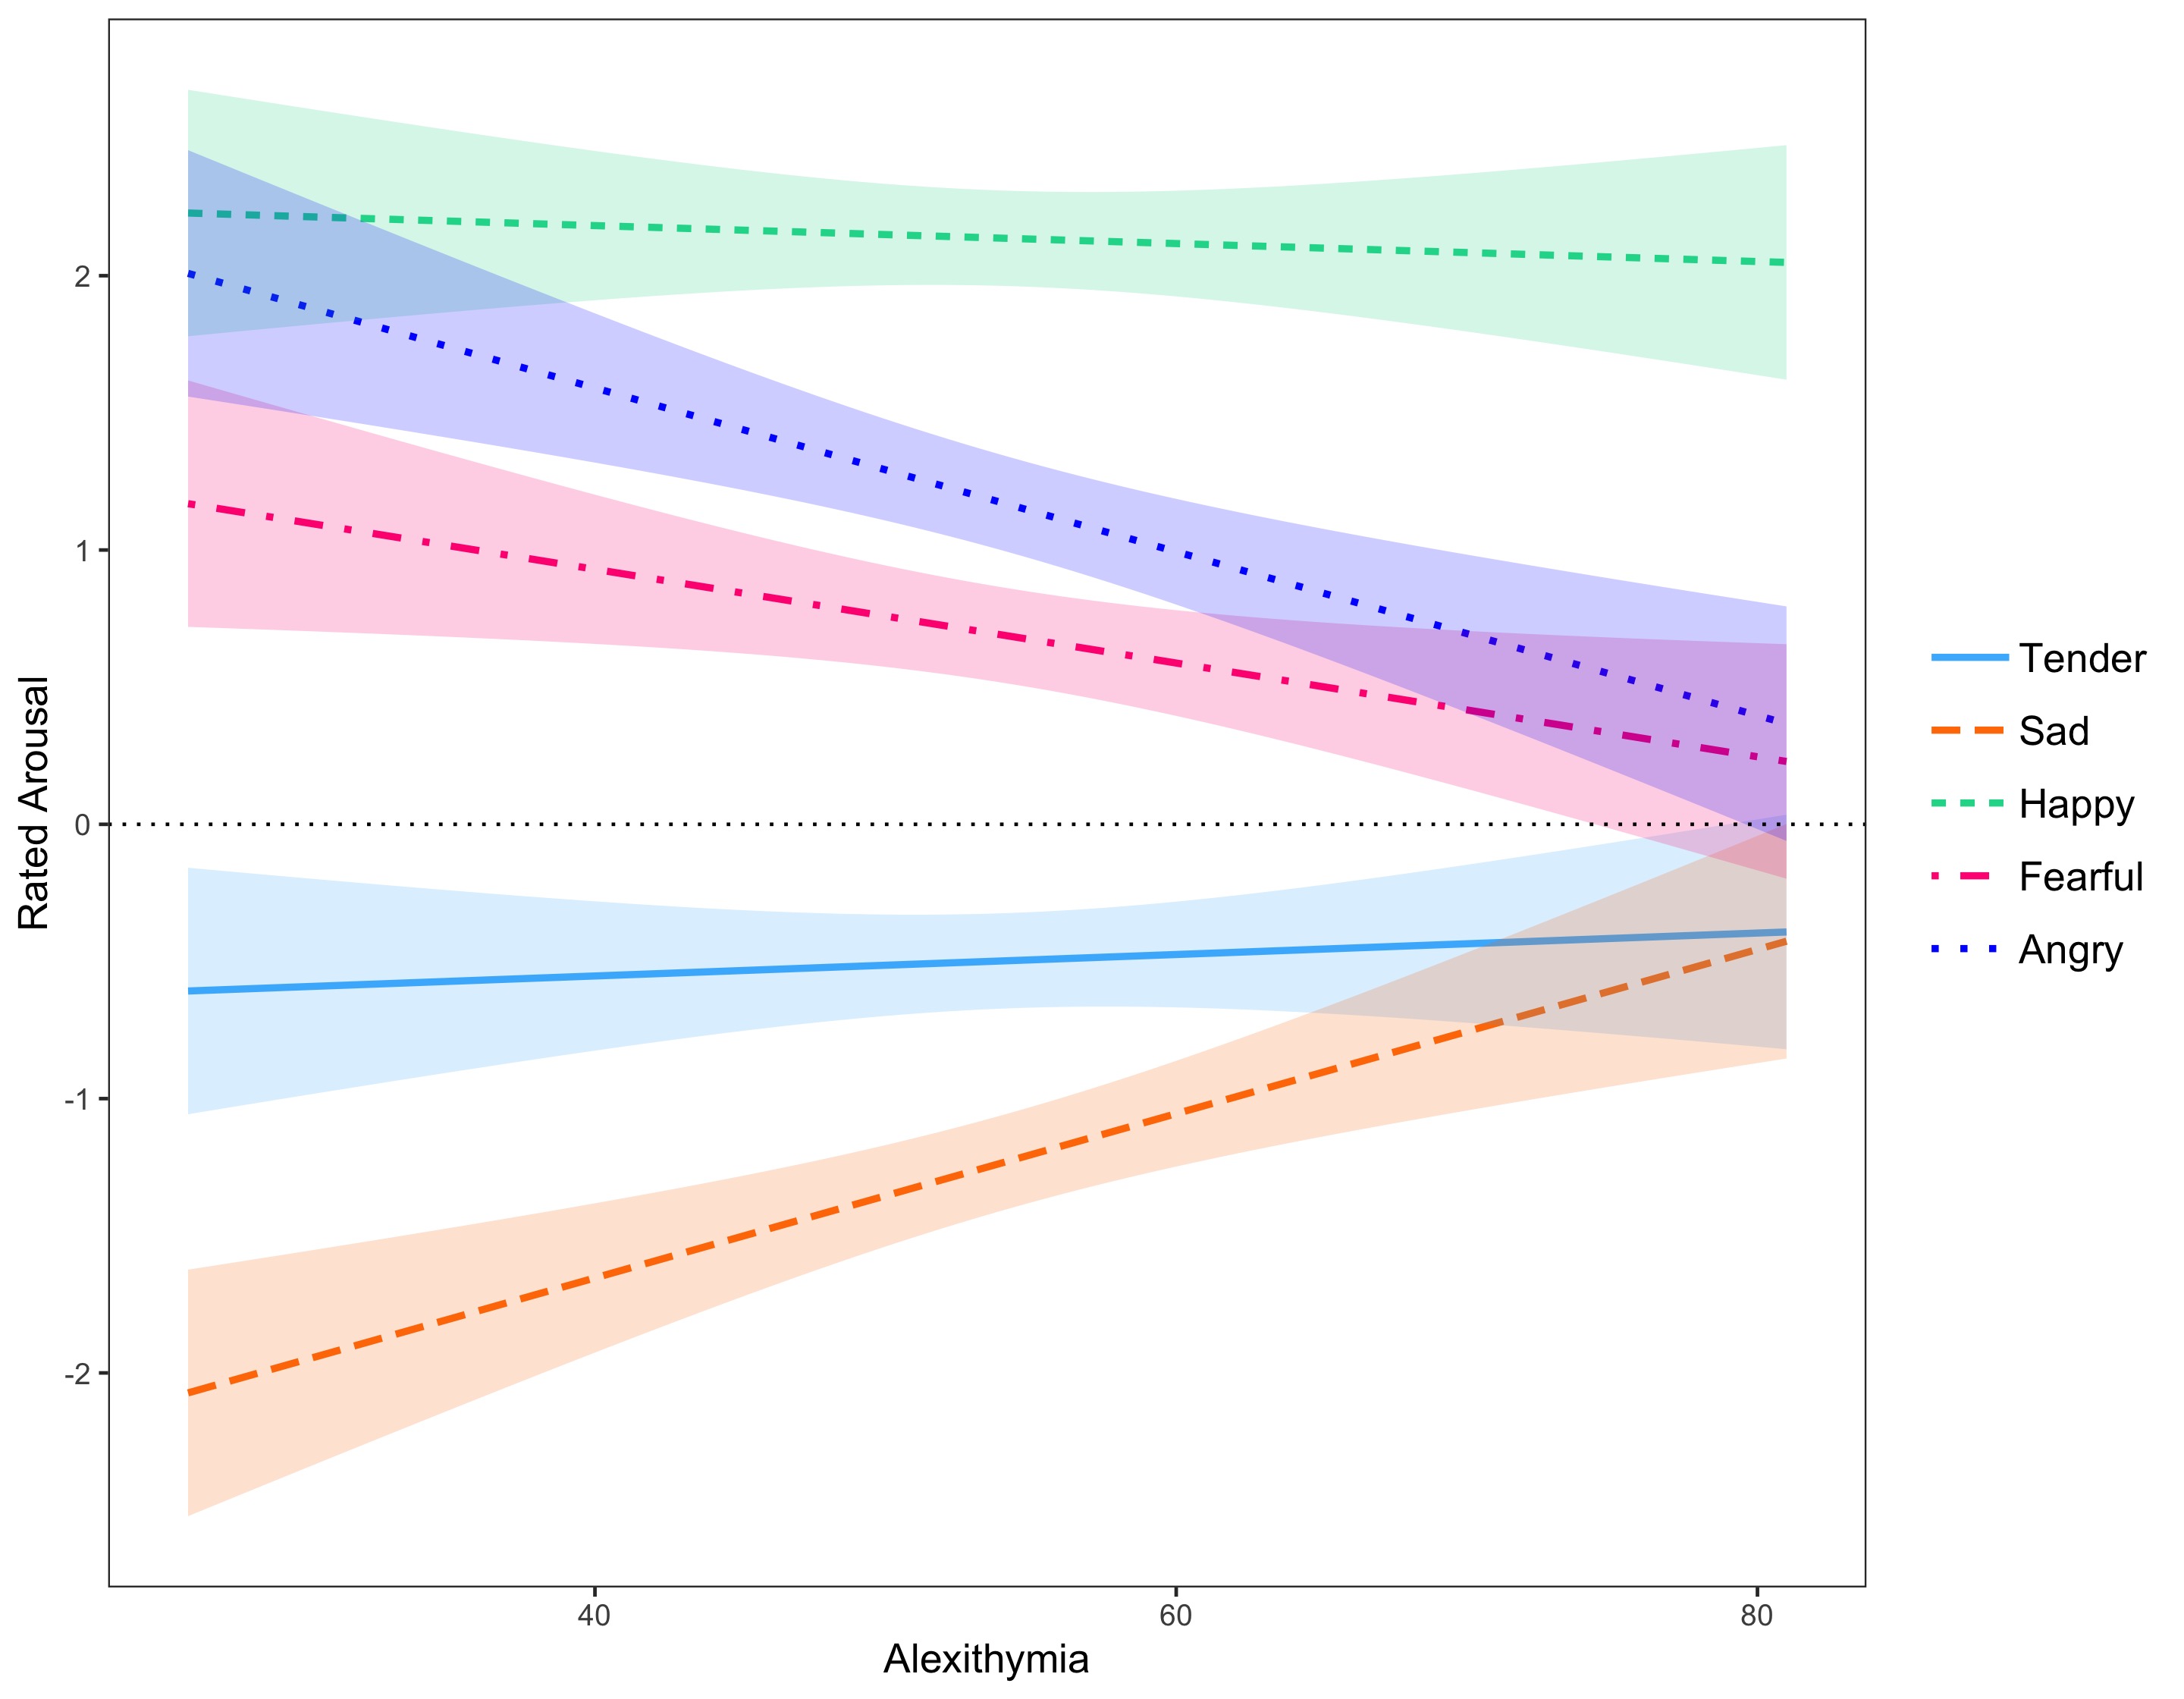 Rated Arousal
2
1
0
-1
-2
40 60 80
Alexithymia
Tender
Sad
Happy
Fearful
Angry